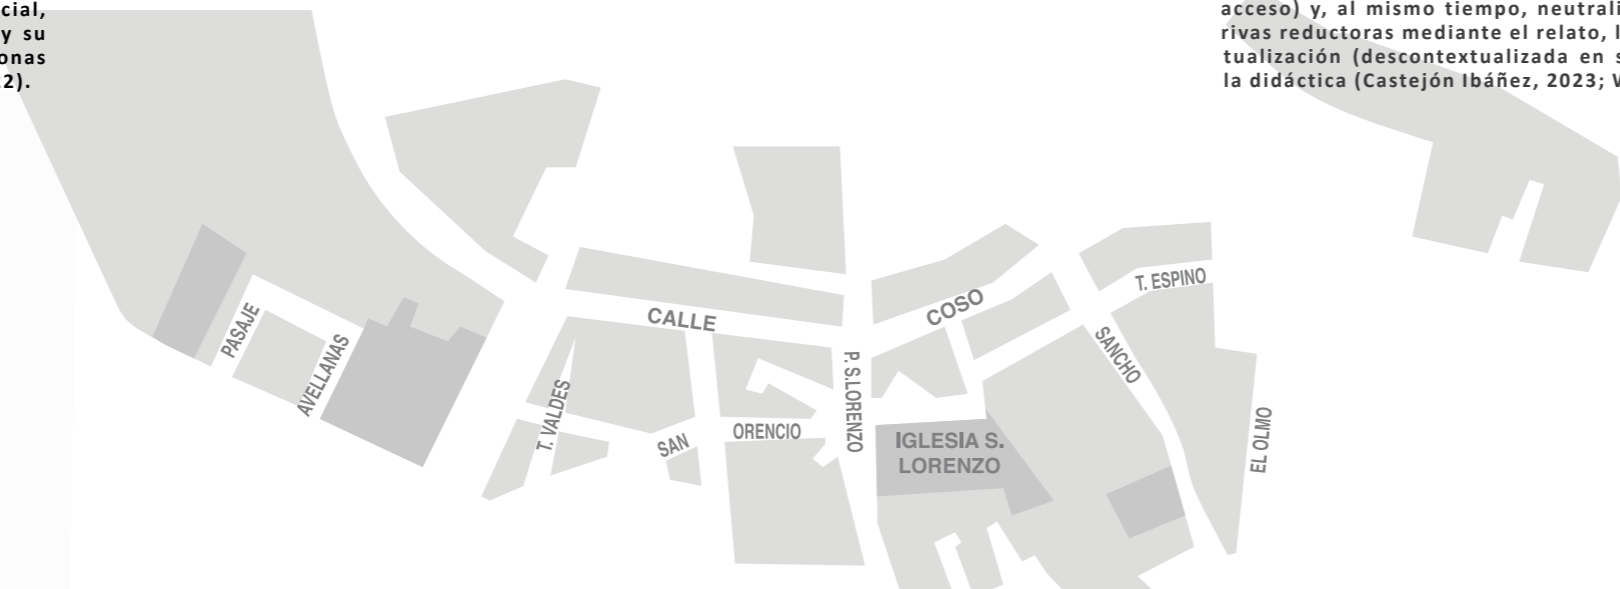 cial,
y su
onas
2).
acceso) y, al mismo tiempo, neutrali
rivas reductoras mediante el relato, l
tualización (descontextualizada en s
la didáctica (Castejón Ibáñez, 2023; V
PASAJE
AVELLANAS
CALLE
T. VALDES
SAN
ORENCIO
P. S.LORENZO
COSO
IGLESIA S.
LORENZO
T. ESPINO
SANCHO
EL OLMO